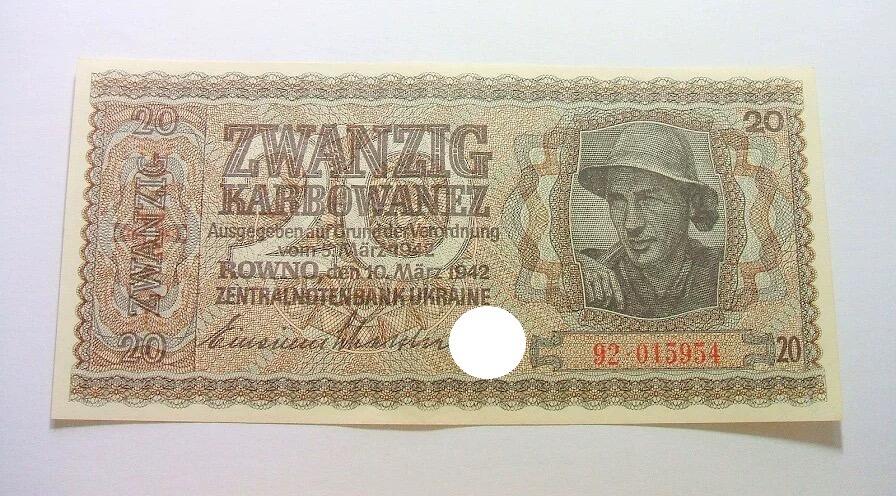 20
ZWANZIG
20
ZWANZIG
KARBOWANEZ
Ausgegeben auf Grund der Verordnung
vom 5. März 1942
ROWNO, den 10. März 1942
ZENTRALNOTENBANK UKRAINE
20
20
92·015954
20